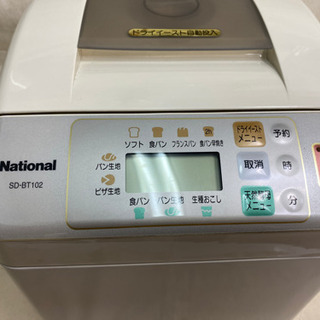 ドライイースト自動投入
National
SD-BT102
ソフト 食パン フランスパン 食パン早焼き
パン生地
ピザ生地
食パン パン生地 生種おこし
ドライイースト
メニュー
予約
取消
時
天然酵母
メニュー
分